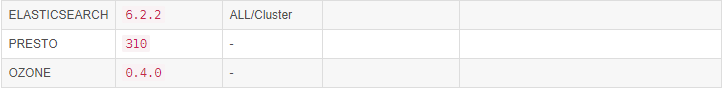 ELASTICSEARCH 6.2.2 ALL/Cluster
PRESTO 310 -
OZONE 0.4.0 -